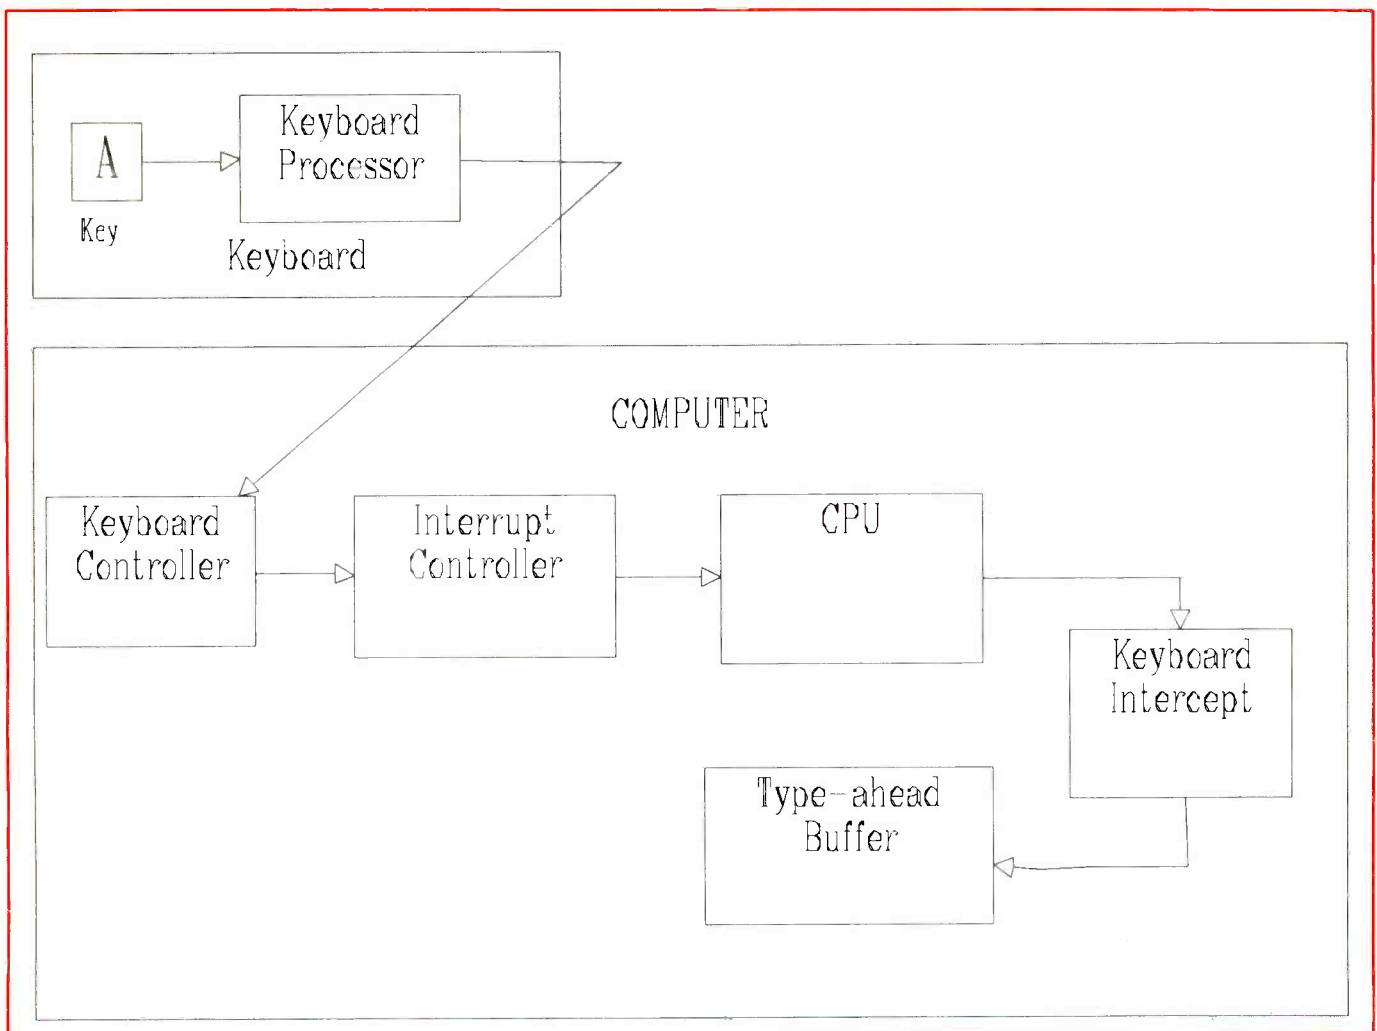 A
Key
Keyboard
Processor
Keyboard
COMPUTER
Keyboard
Controller
Interrupt
Controller
CPU
Keyboard
Intercept
Type-ahead
Buffer